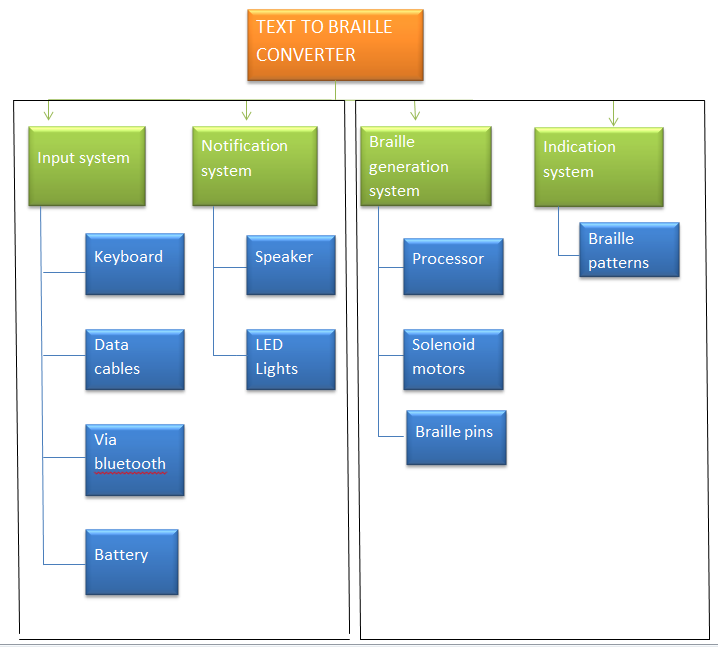 TEXT TO BRAILLE
CONVERTER
Input system
Notification
system
Braille
generation
system
Indication
system
Keyboard
Data
cables
Via
bluetooth
Battery
Speaker
LED
Lights
Processor
Solenoid
motors
Braille pins
Braille
patterns